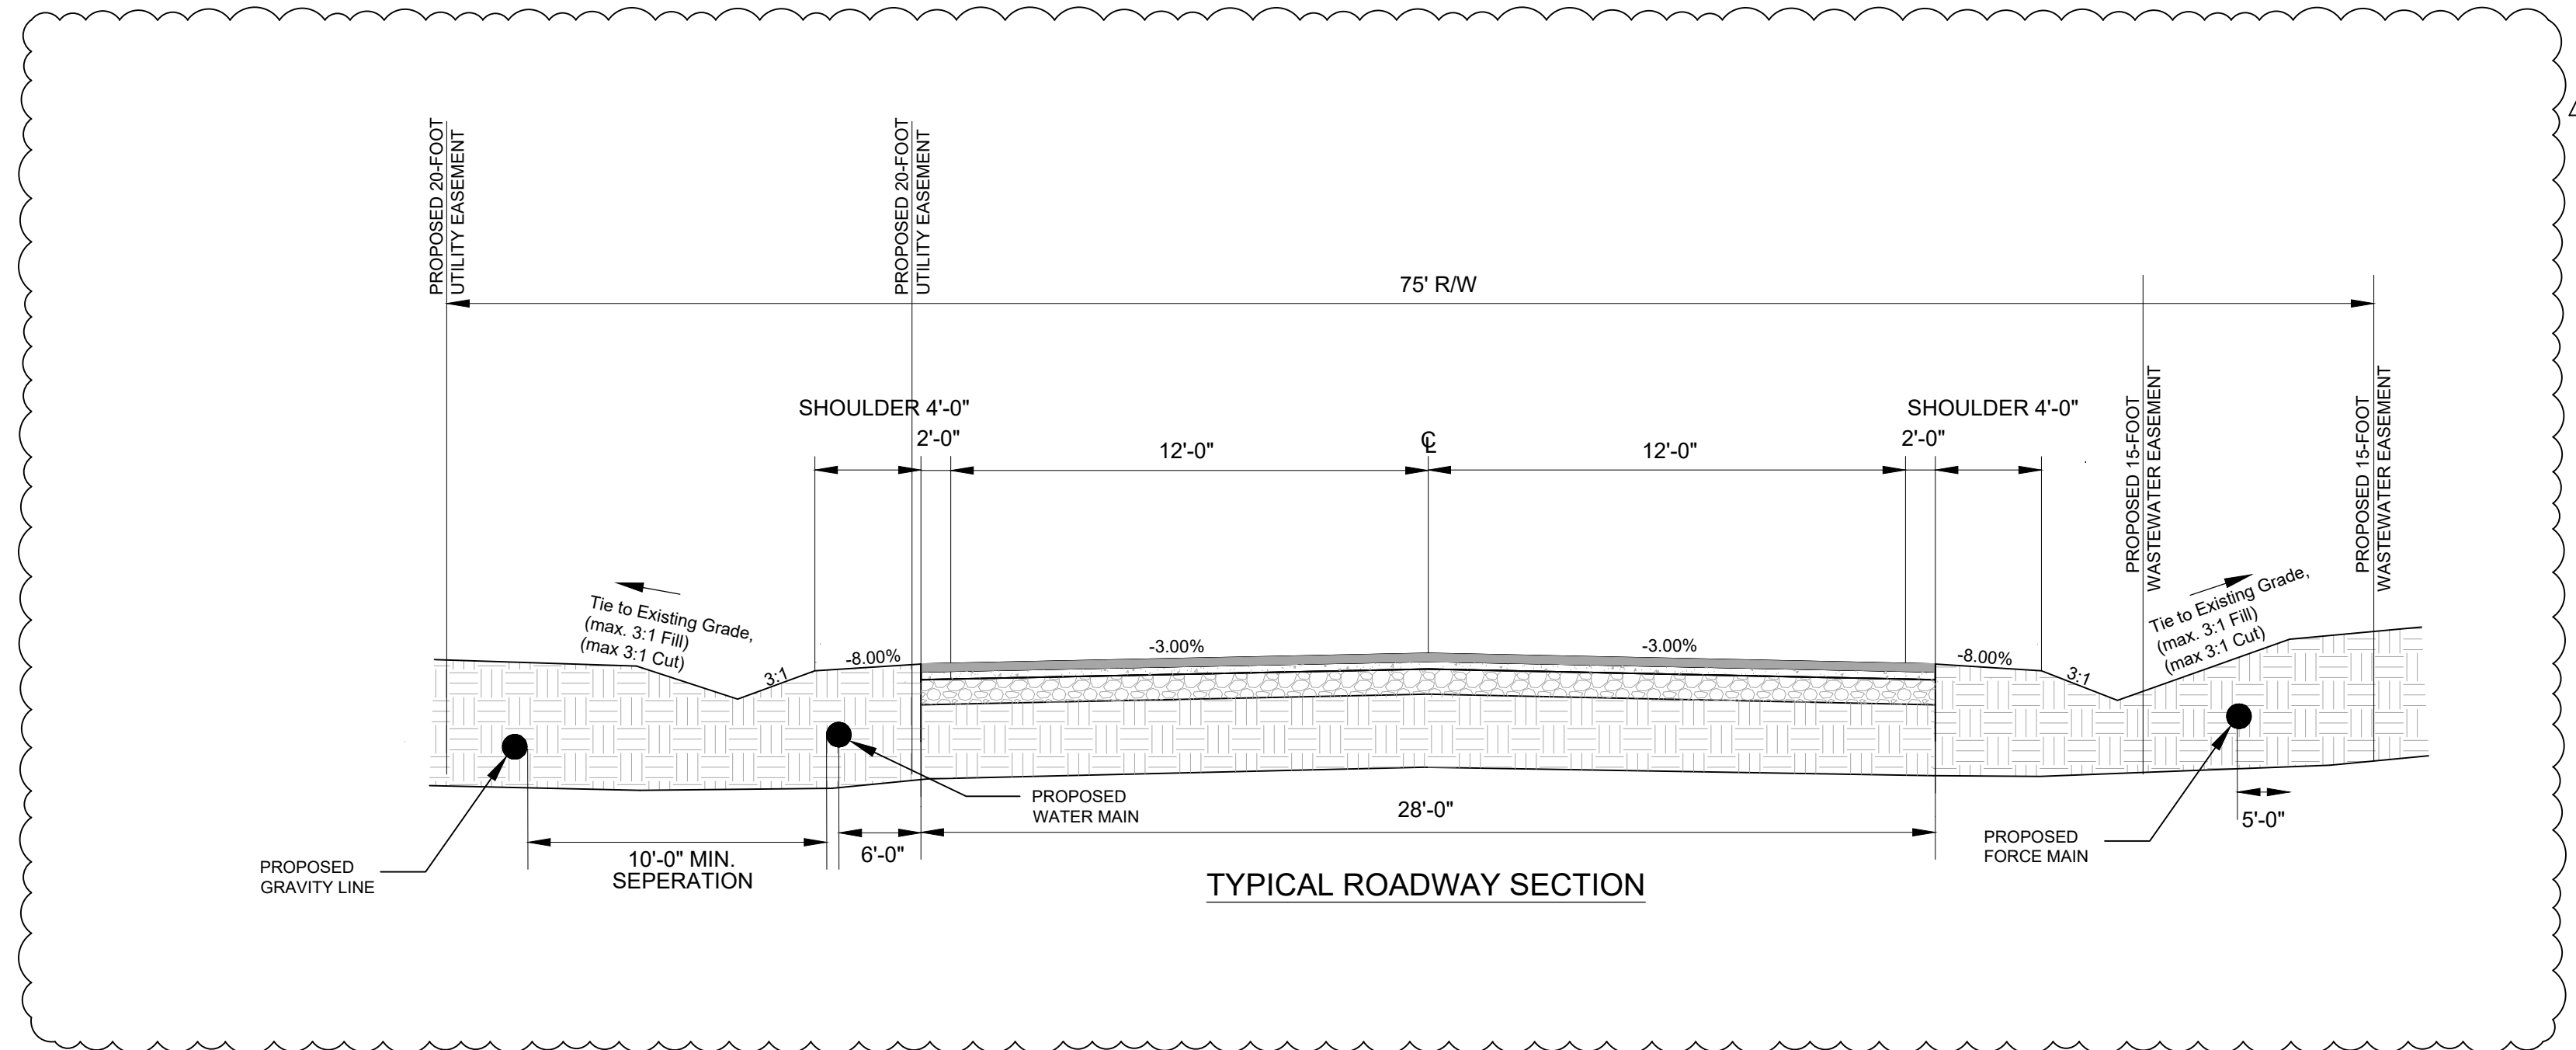 PROPOSED 20-FOOT
UTILITY EASEMENT
PROPOSED 20-FOOT
UTILITY EASEMENT
75' R/W
SHOULDER 4'-0"
SHOULDER 4'-0"
2'-0"
12'-0"
℄
12'-0"
2'-0"
PROPOSED 15-FOOT
WASTEWATER EASEMENT
PROPOSED 15-FOOT
WASTEWATER EASEMENT
Tie to Existing Grade,
(max. 3:1 Fill)
(max 3:1 Cut)
3:1
-8.00%
-3.00%
-3.00%
-8.00%
3:1
Tie to Existing Grade,
(max. 3:1 Fill)
(max 3:1 Cut)
PROPOSED
GRAVITY LINE
10'-0" MIN.
SEPERATION
6'-0"
PROPOSED
WATER MAIN
28'-0"
PROPOSED
FORCE MAIN
5'-0"
TYPICAL ROADWAY SECTION